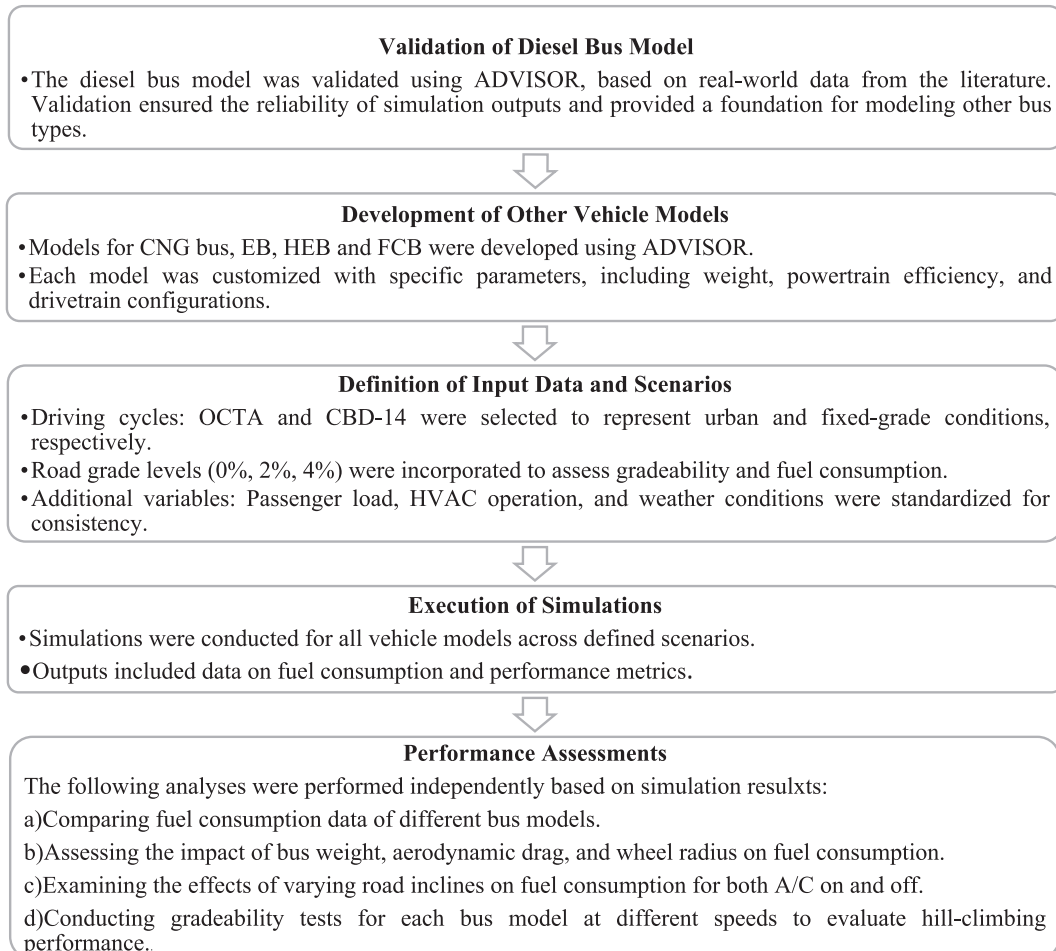 Validation of Diesel Bus Model
•The diesel bus model was validated using ADVISOR, based on real-world data from the literature.
Validation ensured the reliability of simulation outputs and provided a foundation for modeling other bus
types.
Development of Other Vehicle Models
•Models for CNG bus, EB, HEB and FCB were developed using ADVISOR.
•Each model was customized with specific parameters, including weight, powertrain efficiency, and
drivetrain configurations.
Definition of Input Data and Scenarios
•Driving cycles: OCTA and CBD-14 were selected to represent urban and fixed-grade conditions,
respectively.
•Road grade levels (0%, 2%, 4%) were incorporated to assess gradeability and fuel consumption.
•Additional variables: Passenger load, HVAC operation, and weather conditions were standardized for
consistency.
Execution of Simulations
•Simulations were conducted for all vehicle models across defined scenarios.
•Outputs included data on fuel consumption and performance metrics.
Performance Assessments
The following analyses were performed independently based on simulation resulxts:
a)Comparing fuel consumption data of different bus models.
b)Assessing the impact of bus weight, aerodynamic drag, and wheel radius on fuel consumption.
c)Examining the effects of varying road inclines on fuel consumption for both A/C on and off.
d)Conducting gradeability tests for each bus model at different speeds to evaluate hill-climbing
performance..